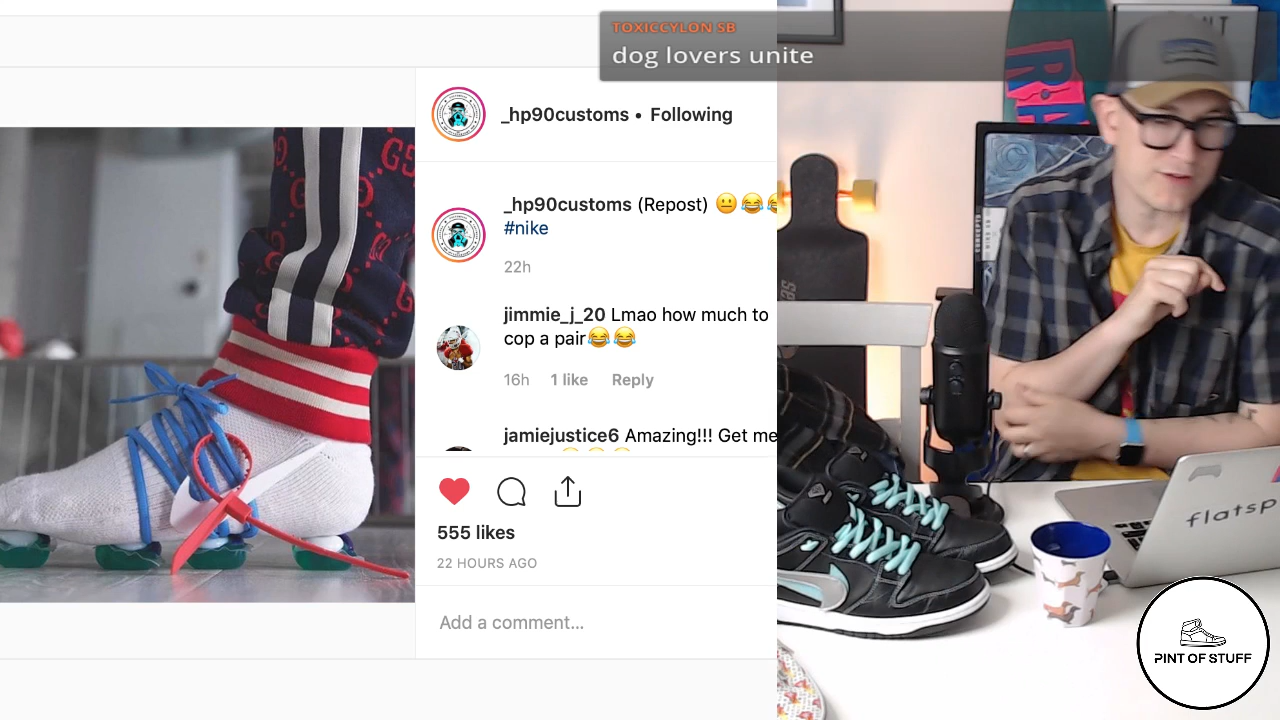 TOXICCYLON SB
dog lovers unite
_hp90customs • Following
_hp90customs (Repost) 😐😂😂
#nike
22h
jimmie_j_20 Lmao how much to
cop a pair😂😂
16h 1 like Reply
jamiejustice6 Amazing!!! Get me
555 likes
22 HOURS AGO
Add a comment...
flatsp
PINT OF STUFF